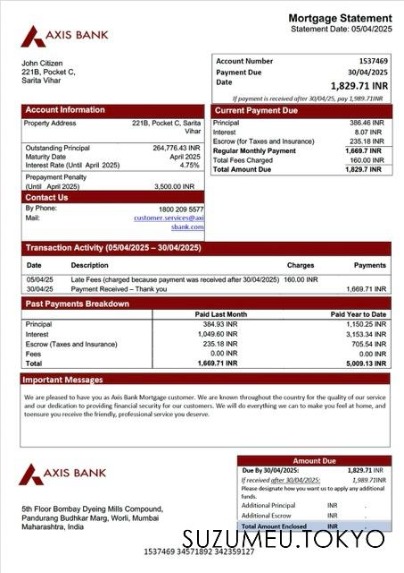 AXIS BANK
Mortgage Statement
Statement Date: 05/04/2025
John Citizen
221B, Pocket C,
Sarita Vihar
Account Number 1537469
Payment Due 30/04/2025
Date 1,829.71 INR
If payment is received after 30/04/25, pay 1,989.71INR
Account Information
Property Address 221B, Pocket C, Sarita
Vihar
Outstanding Principal 264,776.43 INR
Maturity Date April 2025
Interest Rate (Until April 2025) 4.75%
Prepayment Penalty
(Until April 2025) 3,500.00 INR
Contact Us
By Phone: 1800 209 5577
Mail: customer.services@axi
sbank.com
Current Payment Due
Principal 386.46 INR
Interest 8.07 INR
Escrow (for Taxes and Insurance) 235.18 INR
Regular Monthly Payment 1,669.7 INR
Total Fees Charged 160.00 INR
Total Amount Due 1,829.7 INR
Transaction Activity (05/04/2025 – 30/04/2025)
Date Description Charges Payments
05/04/25 Late Fees (charged because payment was received after 30/04/2025) 160.00 INR
30/04/25 Payment Received – Thank you 1,669.71 INR
Past Payments Breakdown
Paid Last Month Paid Year to Date
Principal 384.93 INR 1,150.25 INR
Interest 1,049.60 INR 3,153.34 INR
Escrow (Taxes and Insurance) 235.18 INR 705.54 INR
Fees 0.00 INR 0.00 INR
Total 1,669.71 INR 5,009.13 INR
Important Messages
We are pleased to have you as Axis Bank Mortgage customer. We are known throughout the country for the quality of our service
and our dedication to providing financial security for our customers. We will do everything we can to make you feel at home, and
toensure you receive the friendly, professional service you deserve.
AXIS BANK
5th Floor Bombay Dyeing Mills Compound,
Pandurang Budhkar Marg, Worli, Mumbai
Maharashtra, India
Amount Due
Due By 30/04/2025: 1,829.71 INR
If received after 30/04/2025: 1,989.71INR
Please designate how you want us to apply any additional
funds.
Additional Principal INR .
Additional Escrow INR .
Total Amount Enclosed INR .
SUZUMEU.TOKYO
1537469 34571892 342359127